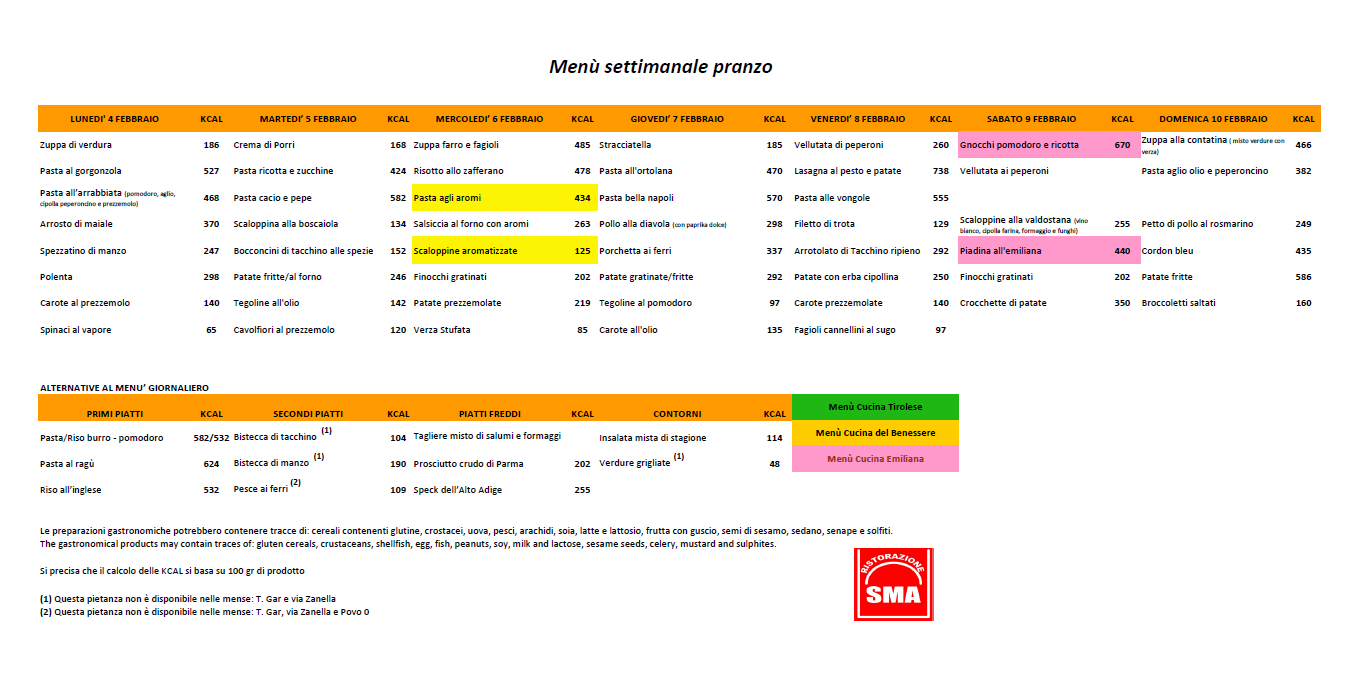 Menù settimanale pranzo
LUNEDI' 4 FEBBRAIO KCAL MARTEDI' 5 FEBBRAIO KCAL MERCOLEDI' 6 FEBBRAIO KCAL GIOVEDI' 7 FEBBRAIO KCAL VENERDI' 8 FEBBRAIO KCAL SABATO 9 FEBBRAIO KCAL DOMENICA 10 FEBBRAIO KCAL
Zuppa di verdura 186 Crema di Porri 168 Zuppa farro e fagioli 485 Stracciatella 185 Vellutata di peperoni 260 Gnocchi pomodoro e ricotta 670 Zuppa alla contatina ( misto verdure con verza) 466
Pasta al gorgonzola 527 Pasta ricotta e zucchine 424 Risotto allo zafferano 478 Pasta all'ortolana 470 Lasagna al pesto e patate 738 Vellutata ai peperoni Pasta aglio olio e peperoncino 382
Pasta all'arrabbiata (pomodoro, aglio, cipolla peperoncino e prezzemolo) 468 Pasta cacio e pepe 582 Pasta agli aromi 434 Pasta bella napoli 570 Pasta alle vongole 555
Arrosto di maiale 370 Scaloppina alla boscaiola 134 Salsiccia al forno con aromi 263 Pollo alla diavola (con paprika dolce) 298 Filetto di trota 129 Scaloppine alla valdostana (vino bianco, cipolla farina, formaggio e funghi) 255 Petto di pollo al rosmarino 249
Spezzatino di manzo 247 Bocconcini di tacchino alle spezie 152 Scaloppine aromatizzate 125 Porchetta ai ferri 337 Arrotolato di Tacchino ripieno 292 Piadina all'emiliana 440 Cordon bleu 435
Polenta 298 Patate fritte/al forno 246 Finocchi gratinati 202 Patate gratinate/fritte 292 Patate con erba cipollina 250 Finocchi gratinati 202 Patate fritte 586
Carote al prezzemolo 140 Tegoline all'olio 142 Patate prezzemolate 219 Tegoline al pomodoro 97 Carote prezzemolate 140 Crocchette di patate 350 Broccoletti saltati 160
Spinaci al vapore 65 Cavolfiori al prezzemolo 120 Verza Stufata 85 Carote all'olio 135 Fagioli cannellini al sugo 97
ALTERNATIVE AL MENU' GIORNALIERO
PRIMI PIATTI KCAL SECONDI PIATTI KCAL PIATTI FREDDI KCAL CONTORNI KCAL Menù Cucina Tirolese
Pasta/Riso burro - pomodoro 582/532 Bistecca di tacchino (1) 104 Tagliere misto di salumi e formaggi Insalata mista di stagione 114 Menù Cucina del Benessere
Pasta al ragù 624 Bistecca di manzo (1) 190 Prosciutto crudo di Parma 202 Verdure grigliate (1) 48 Menù Cucina Emiliana
Riso all'inglese 532 Pesce ai ferri (2) 109 Speck dell'Alto Adige 255
Le preparazioni gastronomiche potrebbero contenere tracce di: cereali contenenti glutine, crostacei, uova, pesci, arachidi, soia, latte e lattosio, frutta con guscio, semi di sesamo, sedano, senape e solfiti.
The gastronomical products may contain traces of: gluten cereals, crustaceans, shellfish, egg, fish, peanuts, soy, milk and lactose, sesame seeds, celery, mustard and sulphites.
Si precisa che il calcolo delle KCAL si basa su 100 gr di prodotto
(1) Questa pietanza non è disponibile nelle mense: T. Gar e via Zanella
(2) Questa pietanza non è disponibile nelle mense: T. Gar, via Zanella e Povo 0
RISTORAZIONE
SMA